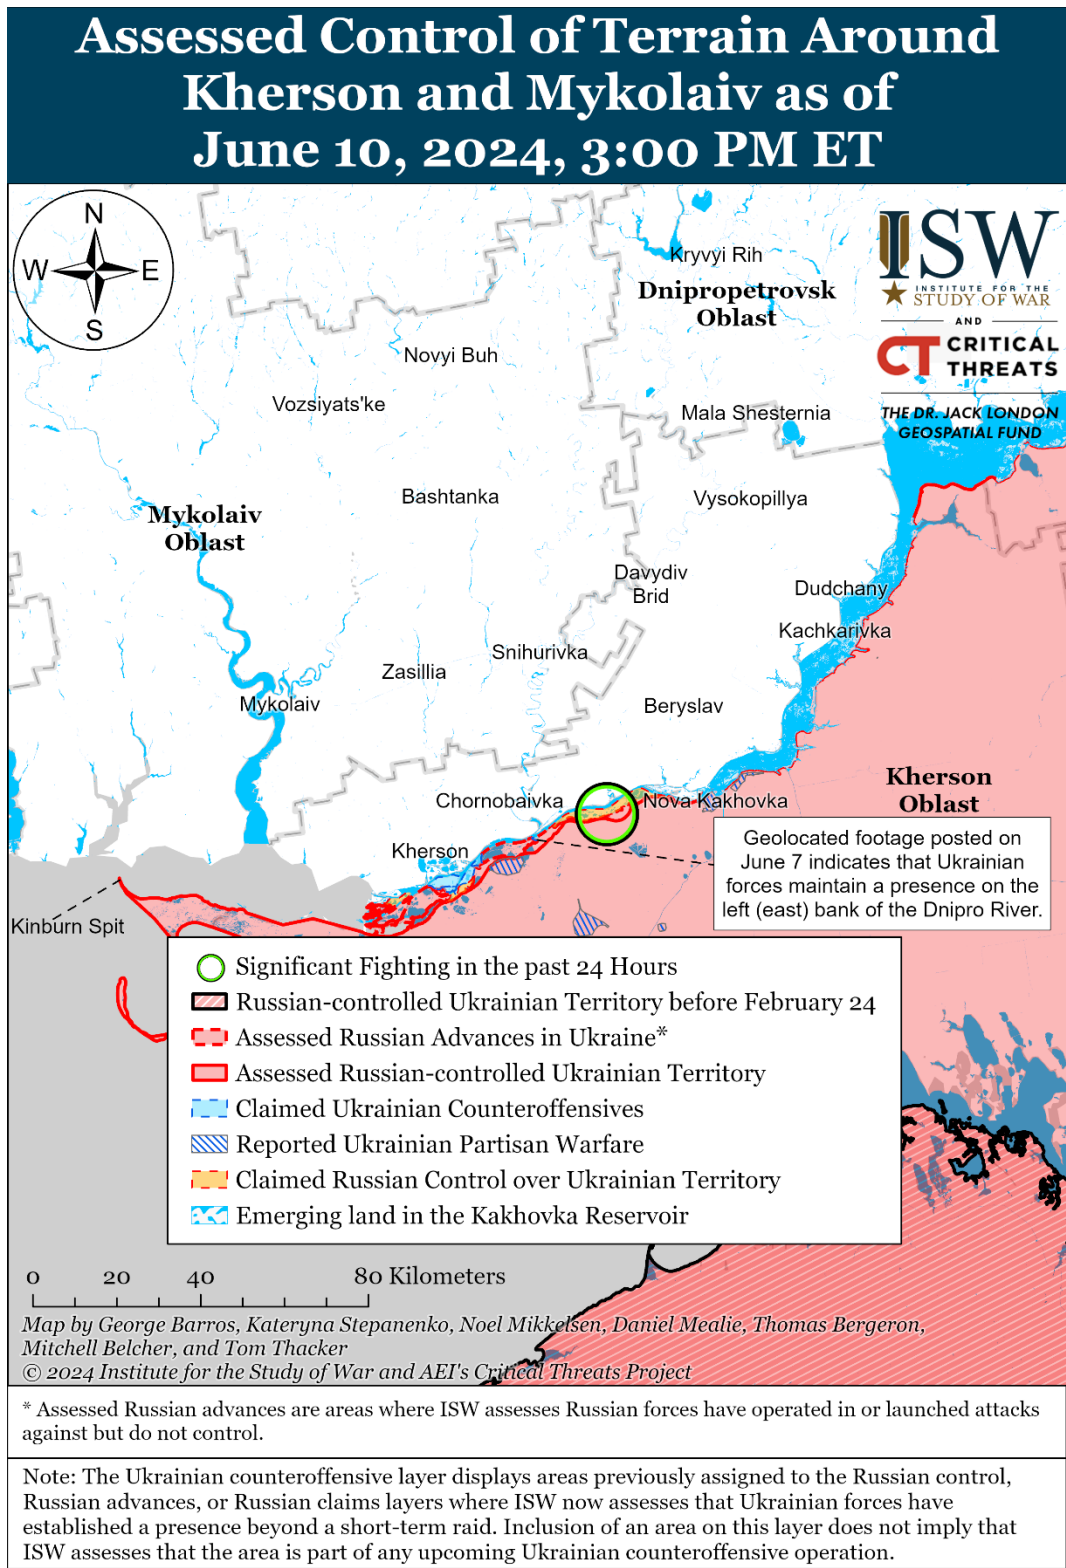 Assessed Control of Terrain Around
Kherson and Mykolaiv as of
June 10, 2024, 3:00 PM ET
N
W E
S
ISW
INSTITUTE FOR THE
STUDY OF WAR
AND
CT CRITICAL
THREATS
THE DR. JACK LONDON
GEOSPATIAL FUND
Kryvyi Rih
Dnipropetrovsk
Oblast
Novyi Buh
Vozsiyats'ke
Mala Shesternia
Bashtanka
Vysokopillya
Mykolaiv
Oblast
Davydiv
Brid
Dudchany
Kachkarivka
Snihurivka
Zasillia
Mykolaiv
Beryslav
Kherson
Oblast
Chornobaivka
Nova Kakhovka
Kherson
Geolocated footage posted on
June 7 indicates that Ukrainian
forces maintain a presence on the
left (east) bank of the Dnipro River.
Kinburn Spit
Significant Fighting in the past 24 Hours
Russian-controlled Ukrainian Territory before February 24
Assessed Russian Advances in Ukraine*
Assessed Russian-controlled Ukrainian Territory
Claimed Ukrainian Counteroffensives
Reported Ukrainian Partisan Warfare
Claimed Russian Control over Ukrainian Territory
Emerging land in the Kakhovka Reservoir
0 20 40 80 Kilometers
Map by George Barros, Kateryna Stepanenko, Noel Mikkelsen, Daniel Mealie, Thomas Bergeron,
Mitchell Belcher, and Tom Thacker
© 2024 Institute for the Study of War and AEI's Critical Threats Project
* Assessed Russian advances are areas where ISW assesses Russian forces have operated in or launched attacks
against but do not control.
Note: The Ukrainian counteroffensive layer displays areas previously assigned to the Russian control,
Russian advances, or Russian claims layers where ISW now assesses that Ukrainian forces have
established a presence beyond a short-term raid. Inclusion of an area on this layer does not imply that
ISW assesses that the area is part of any upcoming Ukrainian counteroffensive operation.